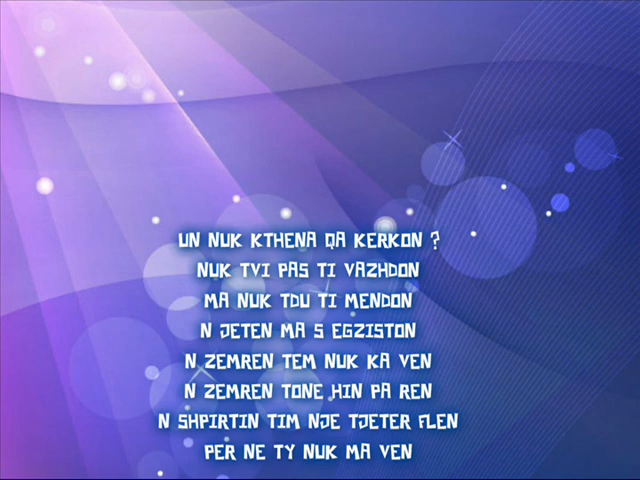 UN NUK KTHENA QA KERKON ?
NUK TVI PAS TI VAZHDON
MA NUK TDU TI MENDON
N JETEN MA S EGZISTON
N ZEMREN TEM NUK KA VEN
N ZEMREN TONE HIN PA REN
N SHPIRTIN TIM NJE TJETER FLEN
PER NE TY NUK MA VEN